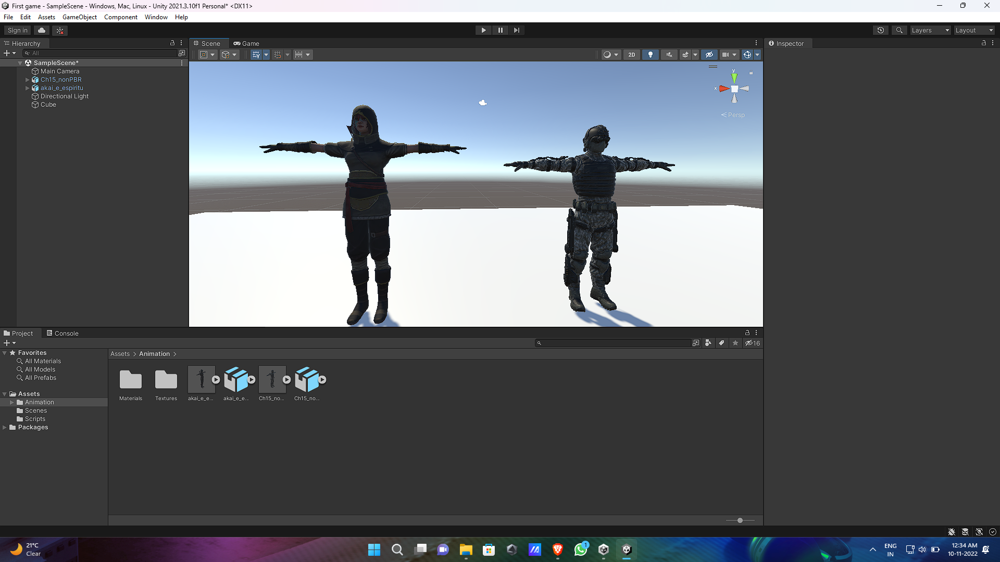 First game - SampleScene - Windows, Mac, Linux - Unity 2021.3.10f1 Personal* <DX11>
File Edit Assets GameObject Component Window Help
Sign in Layers Layout
Hierarchy Scene Game Inspector
All 2D
SampleScene*
Main Camera
Ch15_nonPBR
akai_e_espiritu
Directional Light
Cube
y
x
Persp
Project Console
16
Favorites Assets > Animation >
All Materials
All Models
All Prefabs
Assets
Animation
Scenes
Scripts
Packages
Materials Textures akai_e_e... akai_e_e... Ch15_no... Ch15_no...
21°C
Clear
1
ENG
IN
12:34 AM
10-11-2022